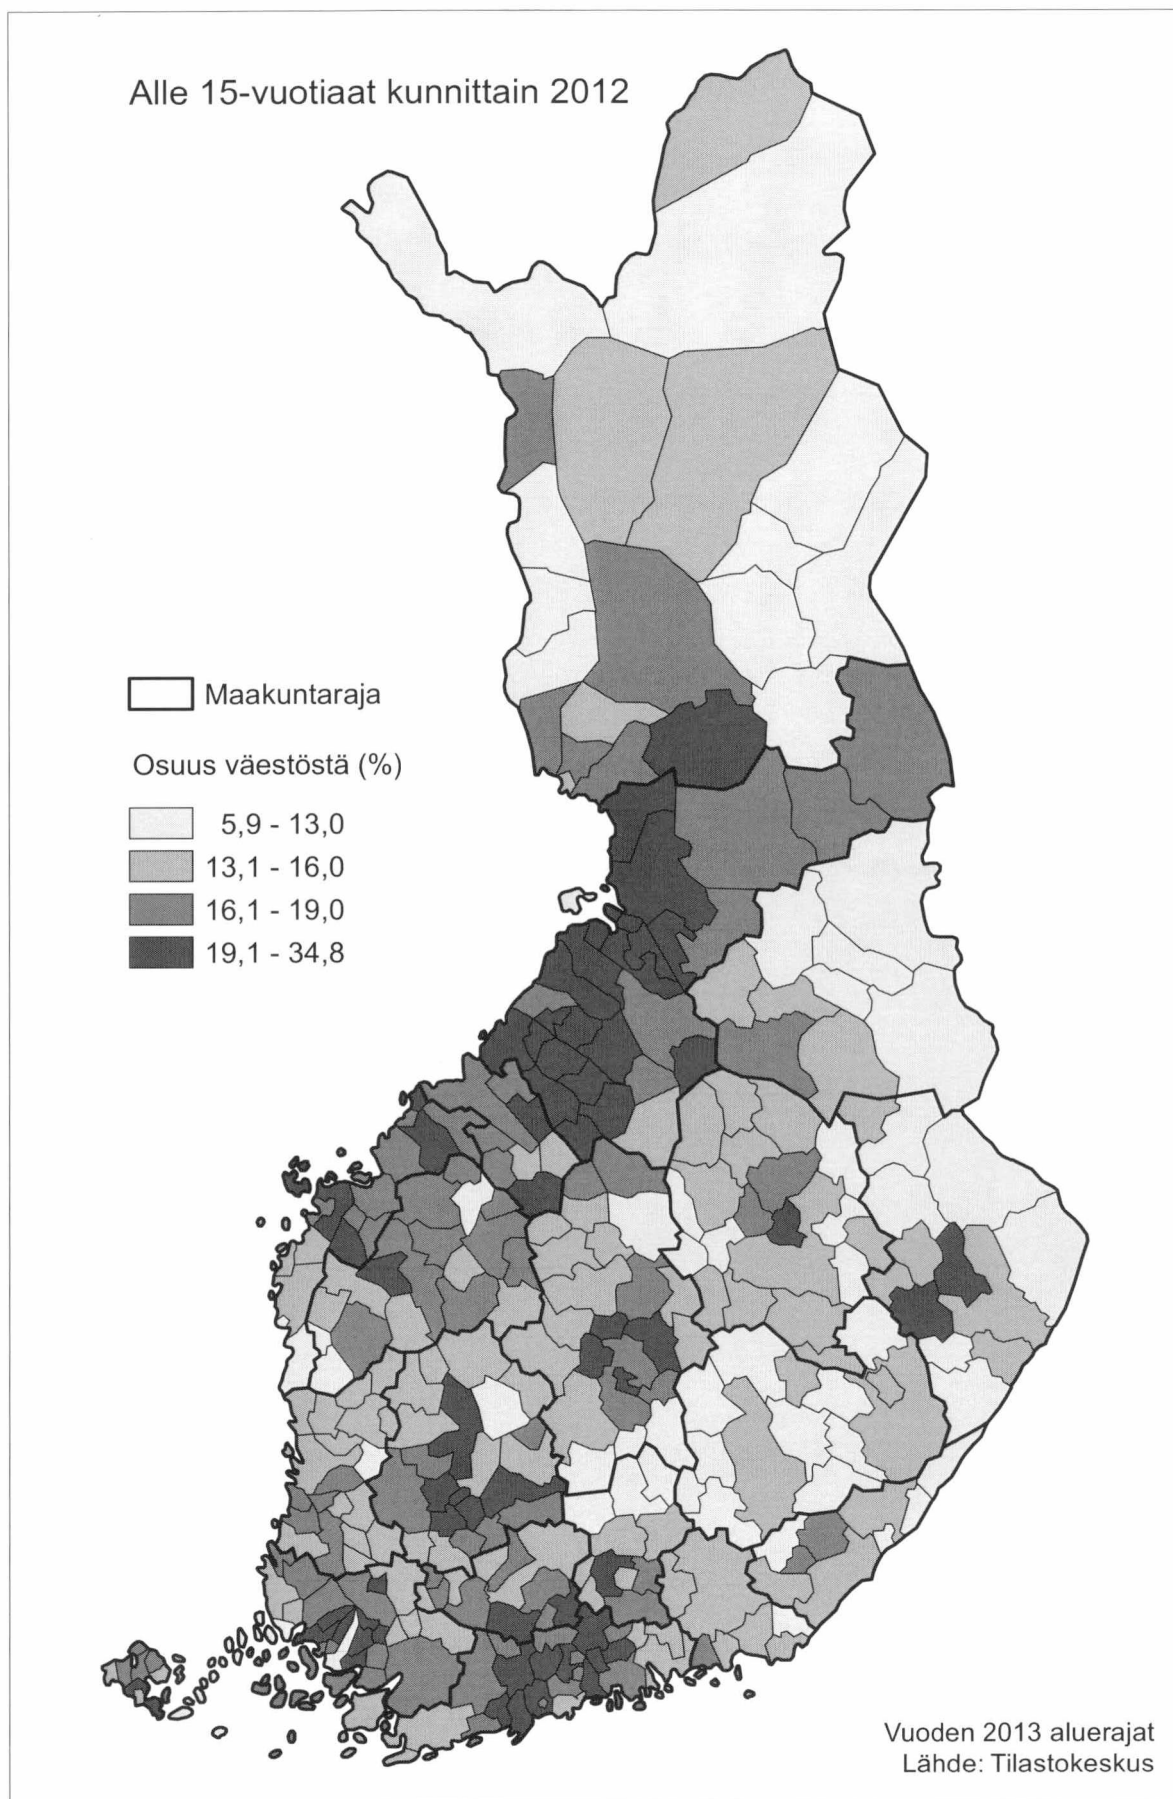 Alle 15-vuotiaat kunnittain 2012
Maakuntaraja
Osuus väestöstä (%)
5,9 - 13,0
13,1 - 16,0
16,1 - 19,0
19,1 - 34,8
Vuoden 2013 aluerajat
Lähde: Tilastokeskus